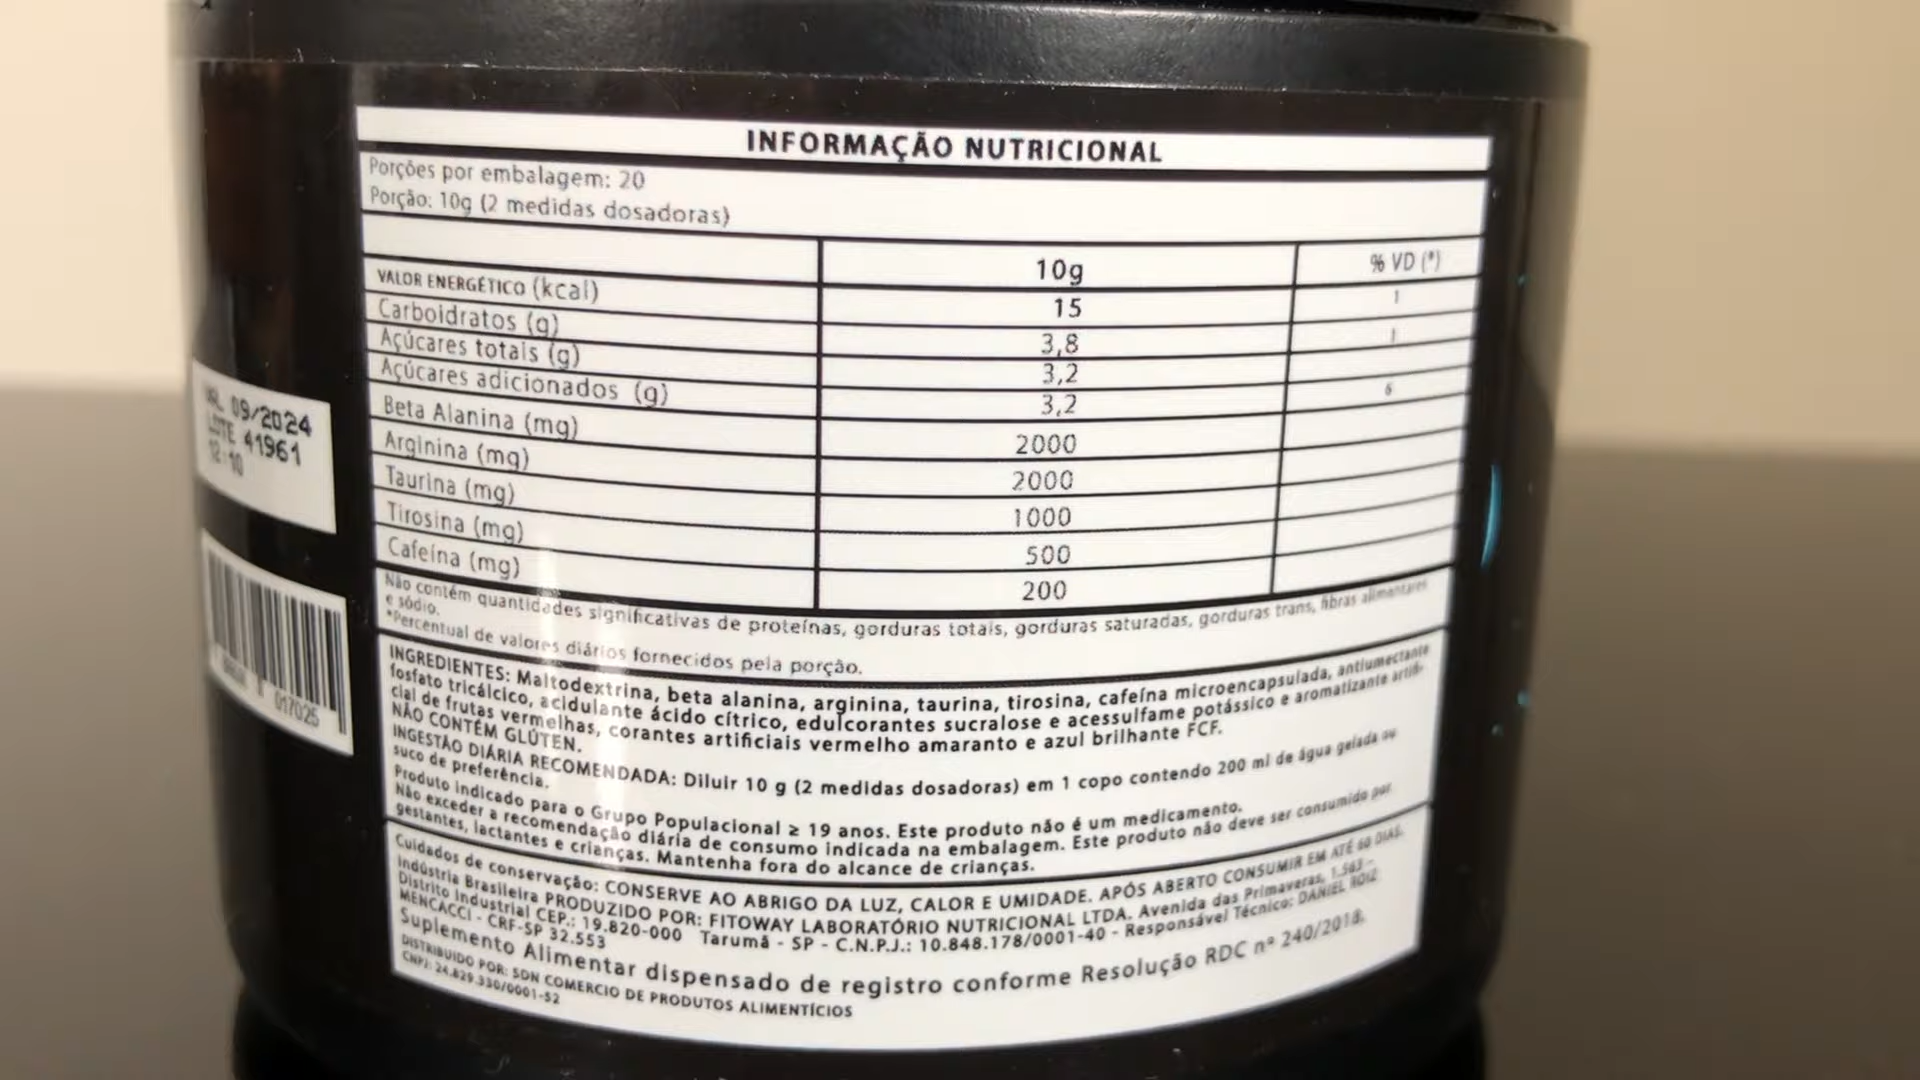 INFORMAÇÃO NUTRICIONAL
Porções por embalagem: 20
Porção: 10g (2 medidas dosadoras)
10g % VD (*)
VALOR ENERGÉTICO (kcal) 15 1
Carboidratos (g) 3,8 1
Açúcares totais (g) 3,2
Açúcares adicionados (g) 3,2 6
Beta Alanina (mg) 2000
Arginina (mg) 2000
Taurina (mg) 1000
Tirosina (mg) 500
Cafeína (mg) 200
Não contém quantidades significativas de proteínas, gorduras totais, gorduras saturadas, gorduras trans, fibras alimentares
e sódio.
*Percentual de valores diários fornecidos pela porção.
INGREDIENTES: Maltodextrina, beta alanina, arginina, taurina, tirosina, cafeína microencapsulada, antiumectante
fosfato tricálcico, acidulante ácido cítrico, edulcorantes sucralose e acessulfame potássico e aromatizante artifi-
cial de frutas vermelhas, corantes artificiais vermelho amaranto e azul brilhante FCF.
NÃO CONTÉM GLÚTEN.
INGESTÃO DIÁRIA RECOMENDADA: Diluir 10 g (2 medidas dosadoras) em 1 copo contendo 200 ml de água gelada ou
suco de preferência.
Produto indicado para o Grupo Populacional ≥ 19 anos. Este produto não é um medicamento.
Não exceder a recomendação diária de consumo indicada na embalagem. Este produto não deve ser consumido por
gestantes, lactantes e crianças. Mantenha fora do alcance de crianças.
Cuidados de conservação: CONSERVE AO ABRIGO DA LUZ, CALOR E UMIDADE. APÓS ABERTO CONSUMIR EM ATÉ 60 DIAS.
Indústria Brasileira PRODUZIDO POR: FITOWAY LABORATÓRIO NUTRICIONAL LTDA. Avenida das Primaveras, 1.563 -
Distrito Industrial CEP.: 19.820-000 Tarumã - SP - C.N.P.J.: 10.848.178/0001-40 - Responsável Técnico: DANIEL ROIZ
MENCACCI - CRF-SP 32.553
Suplemento Alimentar dispensado de registro conforme Resolução RDC nº 240/2018.
DISTRIBUIDO POR: SDN COMERCIO DE PRODUTOS ALIMENTÍCIOS
CNPJ: 24.829.330/0001-52
09/2024
LOTE 41961
12:10
017025